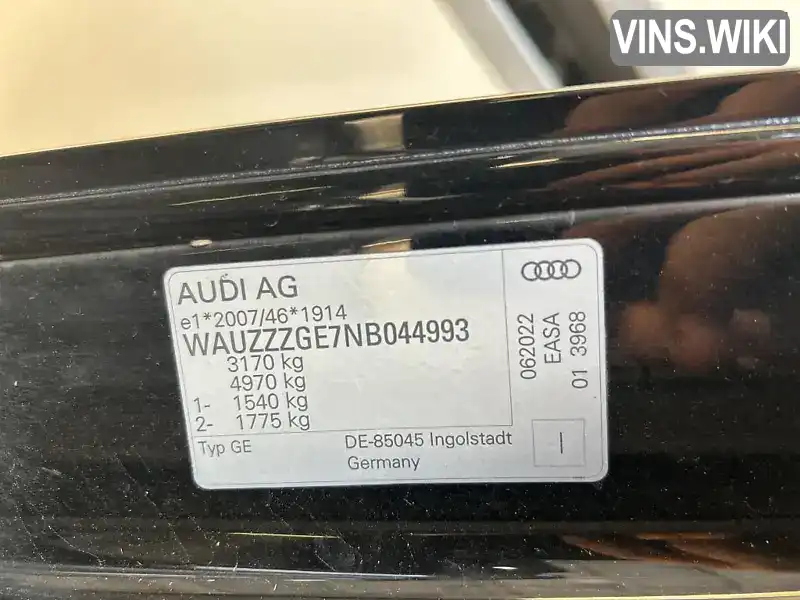 VINS.WIKI
AUDI AG
e1*2007/46*1914
WAUZZZGE7NB044993
3170 kg
4970 kg
1- 1540 kg
2- 1775 kg
Typ GE
DE-85045 Ingolstadt
Germany
062022
EASA
01 3968
I